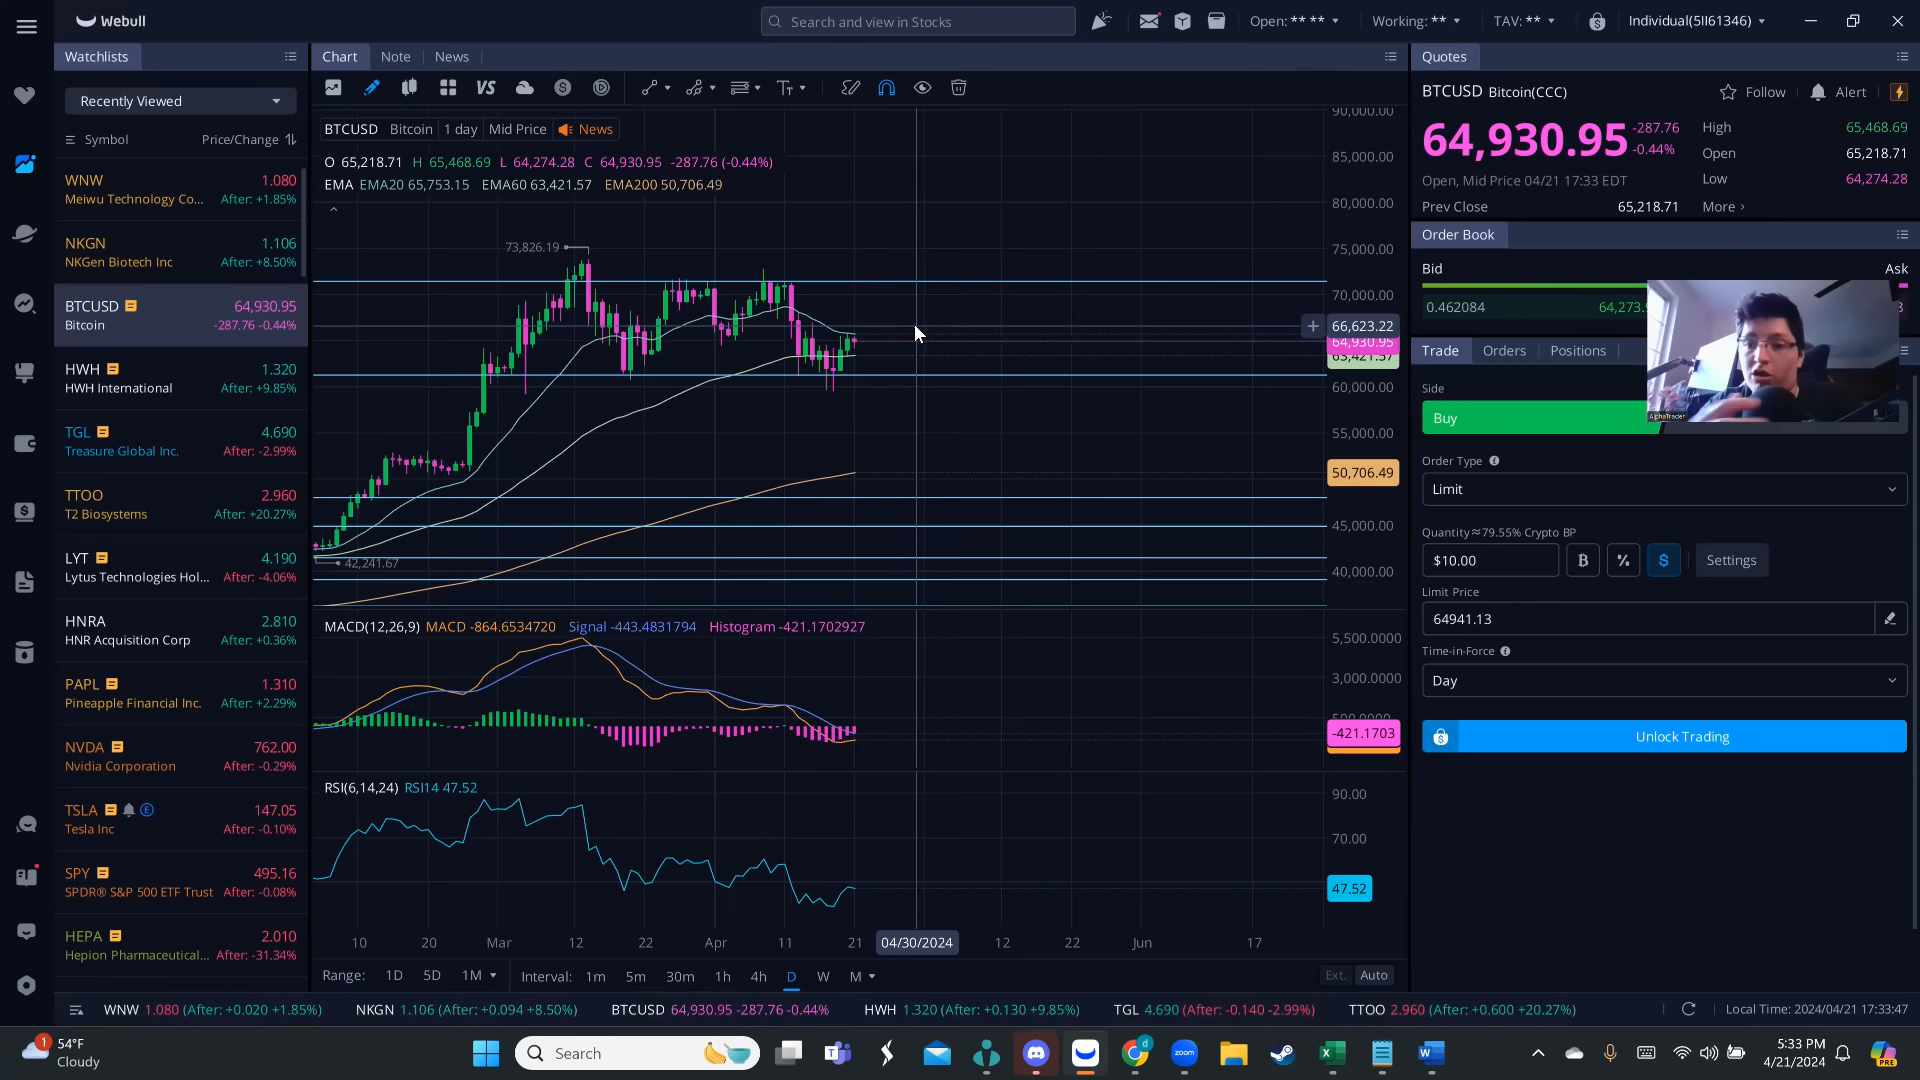 Webull
Search and view in Stocks
Open: ** **
Working: **
TAV: **
Individual(5II61346)
Watchlists
Recently Viewed
Symbol
Price/Change
WNW
1.080
Meiwu Technology Co...
After: +1.85%
NKGN
1.106
NKGen Biotech Inc
After: +8.50%
BTCUSD
64,930.95
Bitcoin
-287.76 -0.44%
HWH
1.320
HWH International
After: +9.85%
TGL
4.690
Treasure Global Inc.
After: -2.99%
TTOO
2.960
T2 Biosystems
After: +20.27%
LYT
4.190
Lytus Technologies Hol...
After: -4.06%
HNRA
2.810
HNR Acquisition Corp
After: +0.36%
PAPL
1.310
Pineapple Financial Inc.
After: +2.29%
NVDA
762.00
Nvidia Corporation
After: -0.29%
TSLA
E
147.05
Tesla Inc
After: -0.10%
SPY
495.16
SPDR® S&P 500 ETF Trust
After: -0.08%
HEPA
2.010
Hepion Pharmaceutical...
After: -31.34%
Chart
Note
News
VS
BTCUSD Bitcoin 1 day Mid Price News
O 65,218.71 H 65,468.69 L 64,274.28 C 64,930.95 -287.76 (-0.44%)
EMA EMA20 65,753.15 EMA60 63,421.57 EMA200 50,706.49
73,826.19
42,241.67
90,000.00
85,000.00
80,000.00
75,000.00
70,000.00
66,623.22
64,930.95
63,421.57
60,000.00
55,000.00
50,706.49
45,000.00
40,000.00
MACD(12,26,9) MACD -864.6534720 Signal -443.4831794 Histogram -421.1702927
5,500.0000
3,000.0000
500.0000
-421.1703
RSI(6,14,24) RSI14 47.52
90.00
70.00
47.52
10
20
Mar
12
22
Apr
11
21
04/30/2024
12
22
Jun
17
Range: 1D 5D 1M
Interval: 1m 5m 30m 1h 4h D W M
Ext.
Auto
Quotes
BTCUSD Bitcoin(CCC)
Follow
Alert
64,930.95
-287.76
-0.44%
High
65,468.69
Open
65,218.71
Low
64,274.28
Open, Mid Price 04/21 17:33 EDT
Prev Close
65,218.71
More
Order Book
Bid
Ask
0.462084
64,273.
8
Trade
Orders
Positions
AlphaTrader
Side
Buy
Order Type
Limit
Quantity≈79.55% Crypto BP
$10.00
$
Settings
Limit Price
64941.13
Time-in-Force
Day
Unlock Trading
WNW 1.080 (After: +0.020 +1.85%)
NKGN 1.106 (After: +0.094 +8.50%)
BTCUSD 64,930.95 -287.76 -0.44%
HWH 1.320 (After: +0.130 +9.85%)
TGL 4.690 (After: -0.140 -2.99%)
TTOO 2.960 (After: +0.600 +20.27%)
Local Time: 2024/04/21 17:33:47
1
54°F
Cloudy
Search
5:33 PM
4/21/2024
PRE
zoom